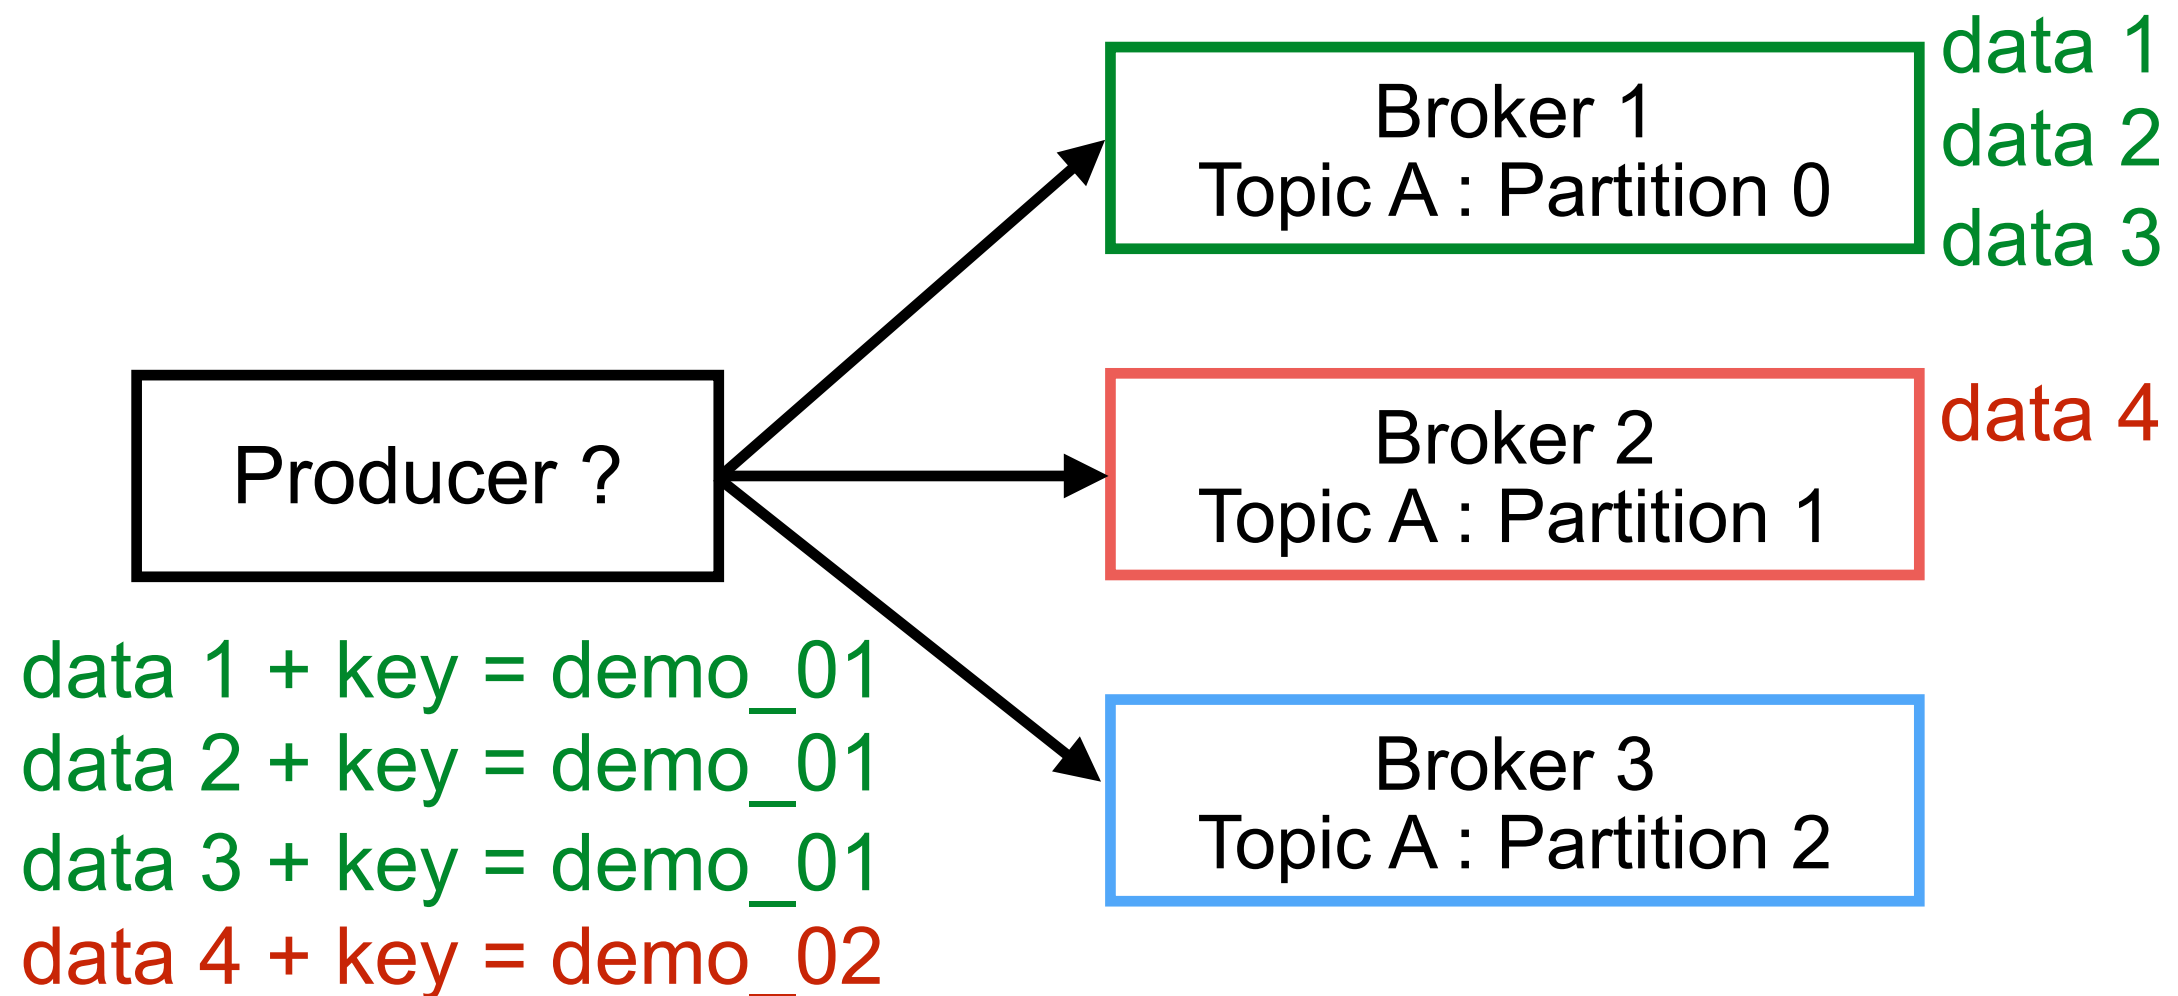 Broker 1
Topic A : Partition 0
data 1
data 2
data 3
Producer ?
Broker 2
Topic A : Partition 1
data 4
Broker 3
Topic A : Partition 2
data 1 + key = demo_01
data 2 + key = demo_01
data 3 + key = demo_01
data 4 + key = demo_02